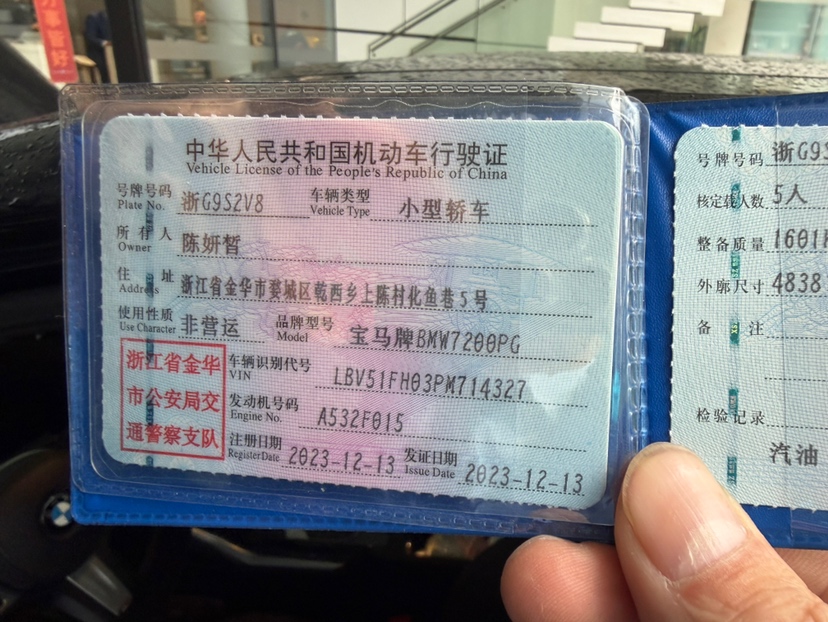 中华人民共和国机动车行驶证
Vehicle License of the People's Republic of China
号牌号码 浙G9S2V8 车辆类型 小型轿车
Plate No. Vehicle Type
所有人 陈妍皙
Owner
住址 浙江省金华市婺城区乾西乡上陈村化鱼巷5号
Address
使用性质 非营运 品牌型号 宝马牌BMW7200PG
Use Character Model
浙江省金华
市公安局交
通警察支队
车辆识别代号 LBV51FH03PM714327
VIN
发动机号码 A532F015
Engine No.
注册日期 2023-12-13 发证日期 2023-12-13
Register Date Issue Date
号牌号码 浙G9S
核定载人数 5人
整备质量 1601
外廓尺寸 4838
备注
检验记录
汽油